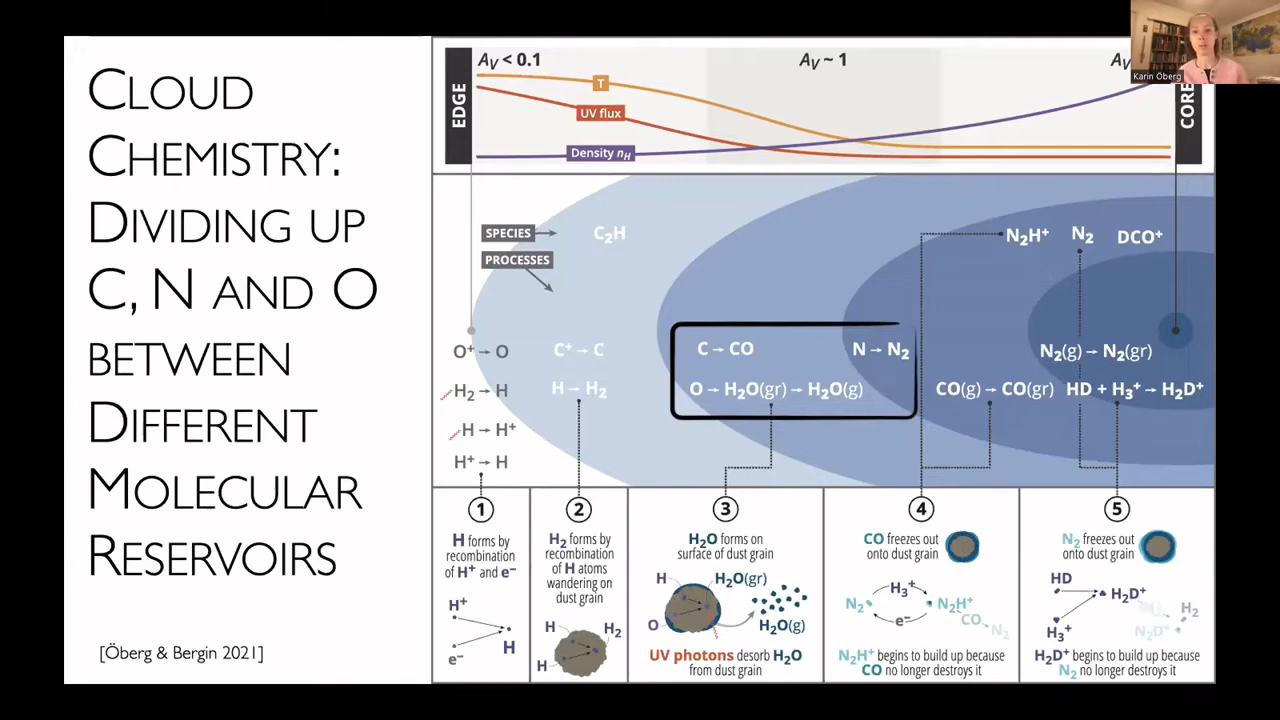 CLOUD
CHEMISTRY:
DIVIDING UP
C, N AND O
BETWEEN
DIFFERENT
MOLECULAR
RESERVOIRS
[Öberg & Bergin 2021]
EDGE
Aᵥ < 0.1
Aᵥ ~ 1
Aᵥ
CORE
T
UV flux
Density nH
Karin Öberg
SPECIES
C₂H
N₂H⁺
N₂
DCO⁺
PROCESSES
O⁺ → O
C⁺ → C
C → CO
N → N₂
N₂(g) → N₂(gr)
H₂ → H
H → H₂
O → H₂O(gr) → H₂O(g)
CO(g) → CO(gr)
HD + H₃⁺ → H₂D⁺
H → H⁺
H⁺ → H
1
H forms by
recombination
of H⁺ and e⁻
H⁺
e⁻
H
2
H₂ forms by
recombination
of H atoms
wandering on
dust grain
H
H₂
H
3
H₂O forms on
surface of dust grain
H
H₂O(gr)
O
H₂O(g)
UV photons desorb H₂O
from dust grain
4
CO freezes out
onto dust grain
H₃⁺
N₂
N₂H⁺
e⁻
CO
N₂
N₂H⁺ begins to build up because
CO no longer destroys it
5
N₂ freezes out
onto dust grain
HD
H₂D⁺
H₂
H₃⁺
N₂D⁺
H₂D⁺ begins to build up because
N₂ no longer destroys it